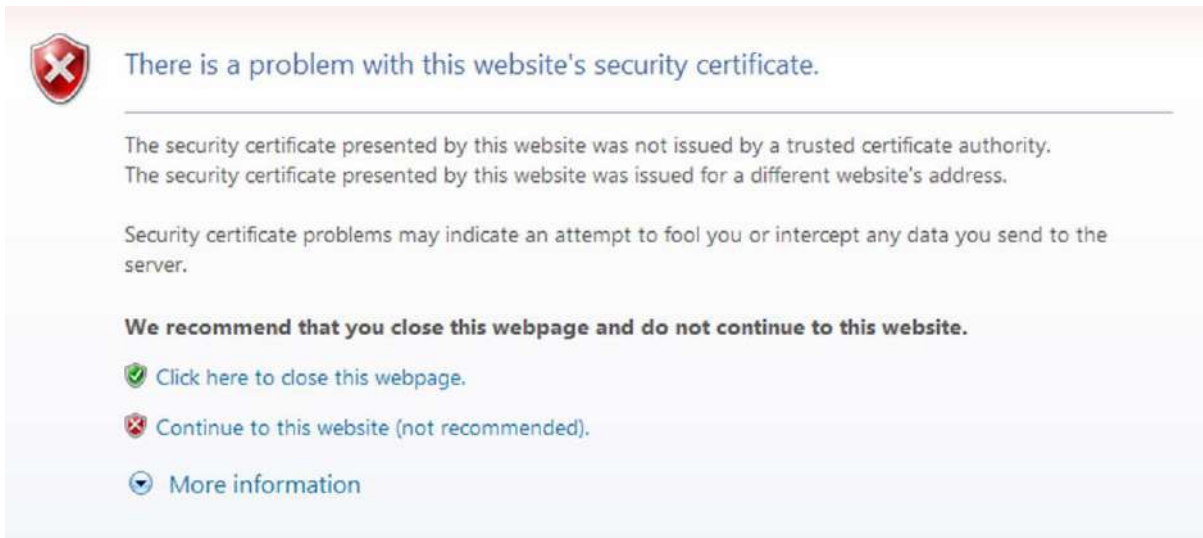 There is a problem with this website's security certificate.
The security certificate presented by this website was not issued by a trusted certificate authority.
The security certificate presented by this website was issued for a different website's address.
Security certificate problems may indicate an attempt to fool you or intercept any data you send to the
server.
We recommend that you close this webpage and do not continue to this website.
Click here to close this webpage.
Continue to this website (not recommended).
More information